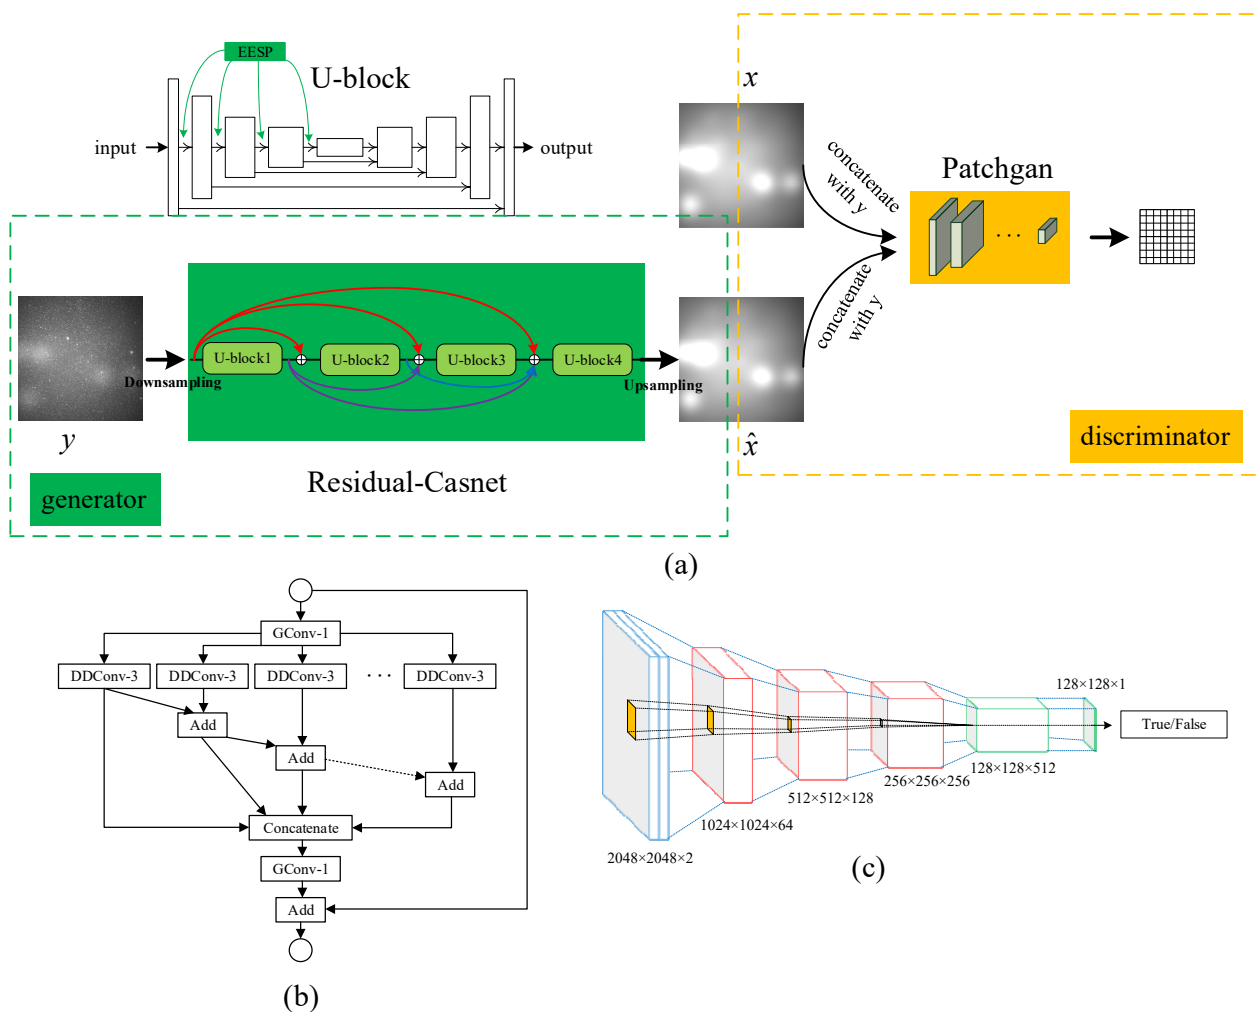 EESP
U-block
input
output
x
concatenate
with y
Patchgan
concatenate
with y
y
Downsampling
U-block1
U-block2
U-block3
U-block4
Upsampling
x̂
generator
Residual-Casnet
discriminator
(a)
GConv-1
DDConv-3 DDConv-3 DDConv-3 ··· DDConv-3
Add
Add
Add
Concatenate
GConv-1
Add
(b)
128×128×1
True/False
128×128×512
256×256×256
512×512×128
1024×1024×64
2048×2048×2
(c)